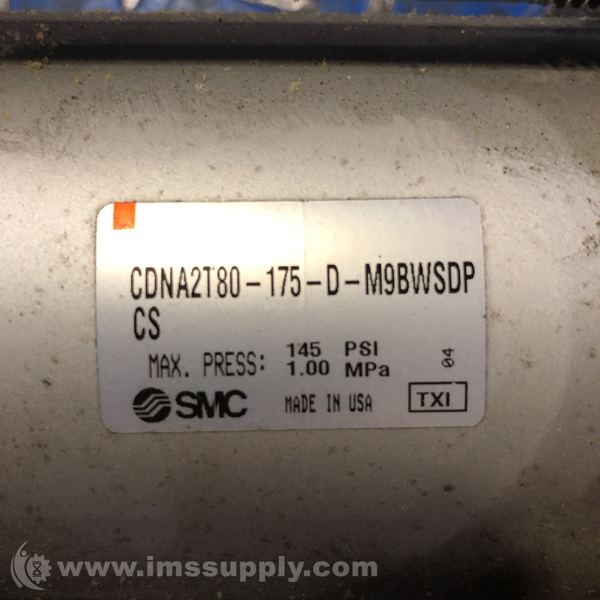 CDNA2T80-175-D-M9BWSDP
CS
MAX. PRESS: 145 PSI
1.00 MPa
04
SMC MADE IN USA TXI
www.imssupply.com